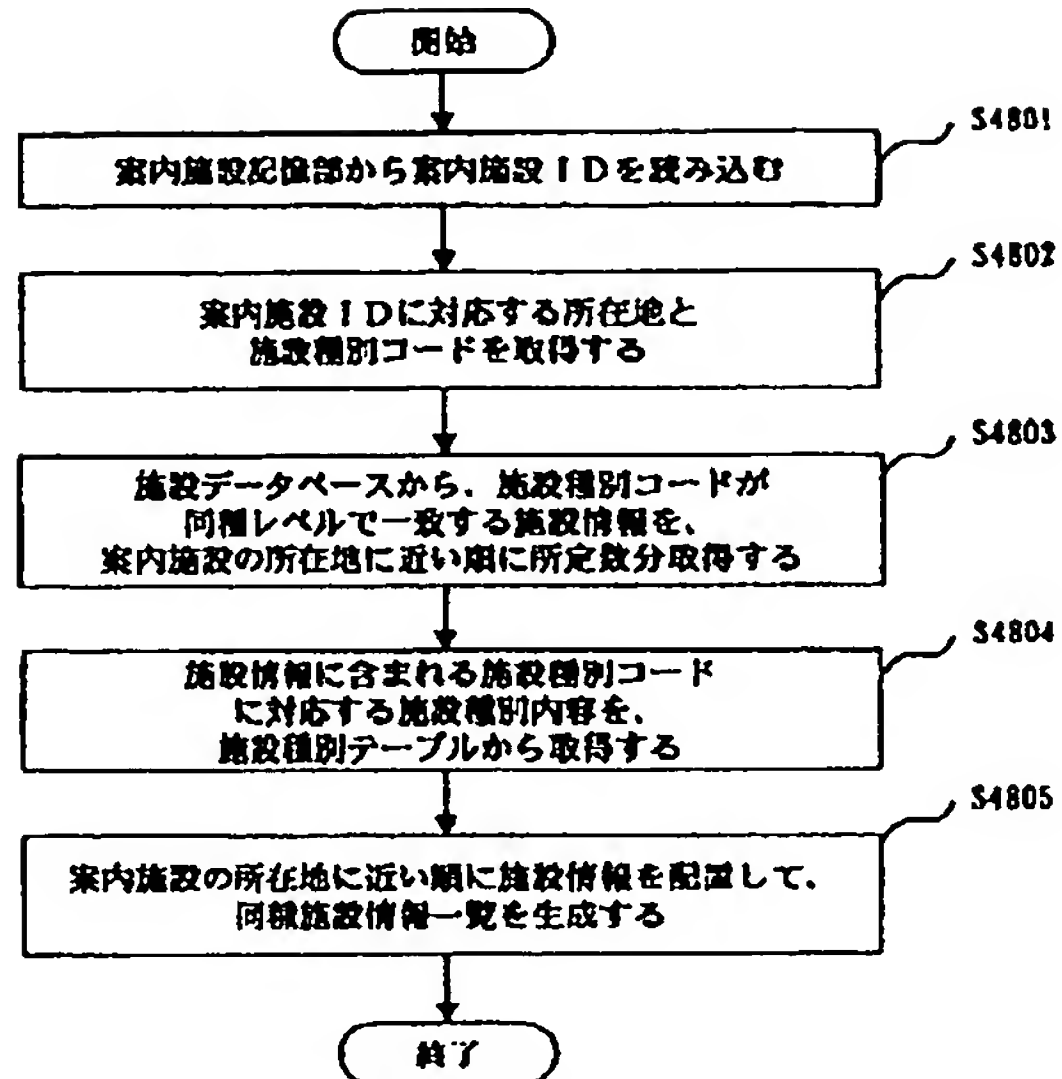 開始
S4801
案内施設記憶部から案内施設IDを読み込む
S4802
案内施設IDに対応する所在地と
施設種別コードを取得する
S4803
施設データベースから、施設種別コードが
同種レベルで一致する施設情報を、
案内施設の所在地に近い順に所定数分取得する
S4804
施設情報に含まれる施設種別コード
に対応する施設種別内容を、
施設種別テーブルから取得する
S4805
案内施設の所在地に近い順に施設情報を配置して、
同種施設情報一覧を生成する
終了